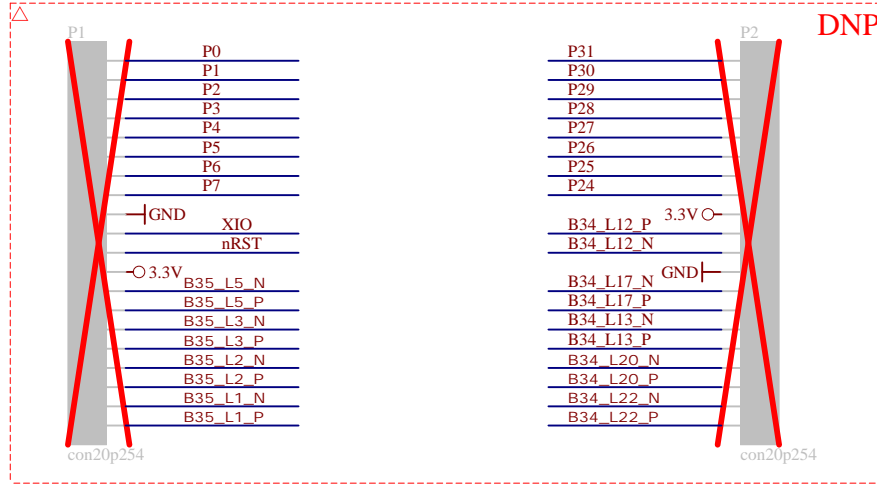 DNP
P1
P0
P1
P2
P3
P4
P5
P6
P7
GND
XIO
nRST
3.3V
B35_L5_N
B35_L5_P
B35_L3_N
B35_L3_P
B35_L2_N
B35_L2_P
B35_L1_N
B35_L1_P
con20p254
P2
P31
P30
P29
P28
P27
P26
P25
P24
3.3V
B34_L12_P
B34_L12_N
GND
B34_L17_N
B34_L17_P
B34_L13_N
B34_L13_P
B34_L20_N
B34_L20_P
B34_L22_N
B34_L22_P
con20p254